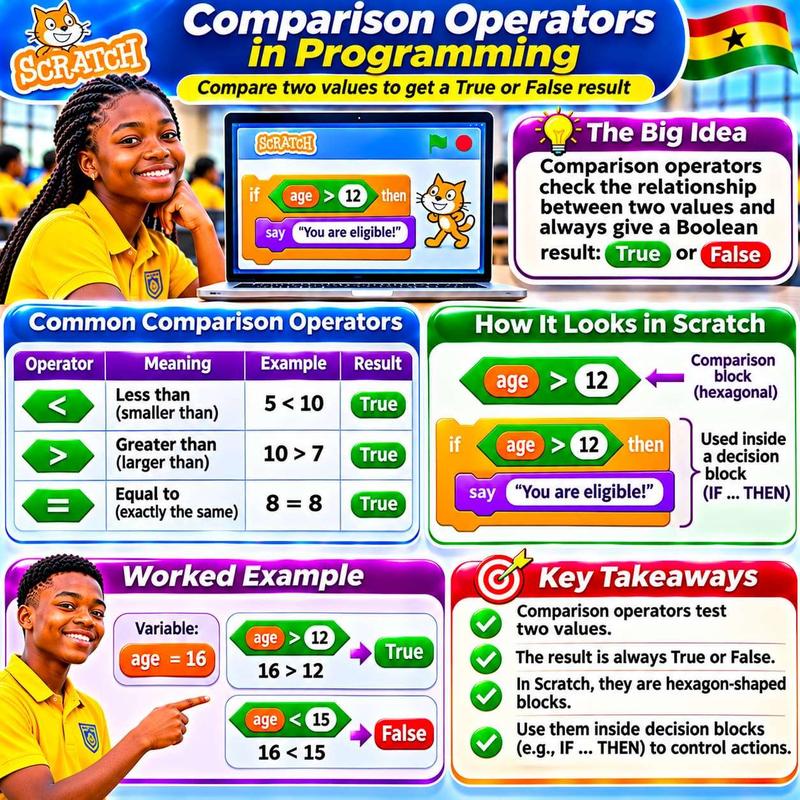 SCRATCH
Comparison Operators
in Programming
Compare two values to get a True or False result
SCRATCH
if age > 12 then
say "You are eligible!"
The Big Idea
Comparison operators
check the relationship
between two values and
always give a Boolean
result: True or False
Common Comparison Operators
Operator Meaning Example Result
< Less than
(smaller than) 5 < 10 True
> Greater than
(larger than) 10 > 7 True
= Equal to
(exactly the same) 8 = 8 True
How It Looks in Scratch
age > 12
Comparison
block
(hexagonal)
if age > 12 then
say "You are eligible!"
Used inside
a decision
block
(IF ... THEN)
Worked Example
Variable:
age = 16
age > 12
16 > 12
True
age < 15
16 < 15
False
Key Takeaways
Comparison operators test
two values.
The result is always True or False.
In Scratch, they are hexagon-shaped
blocks.
Use them inside decision blocks
(e.g., IF ... THEN) to control actions.